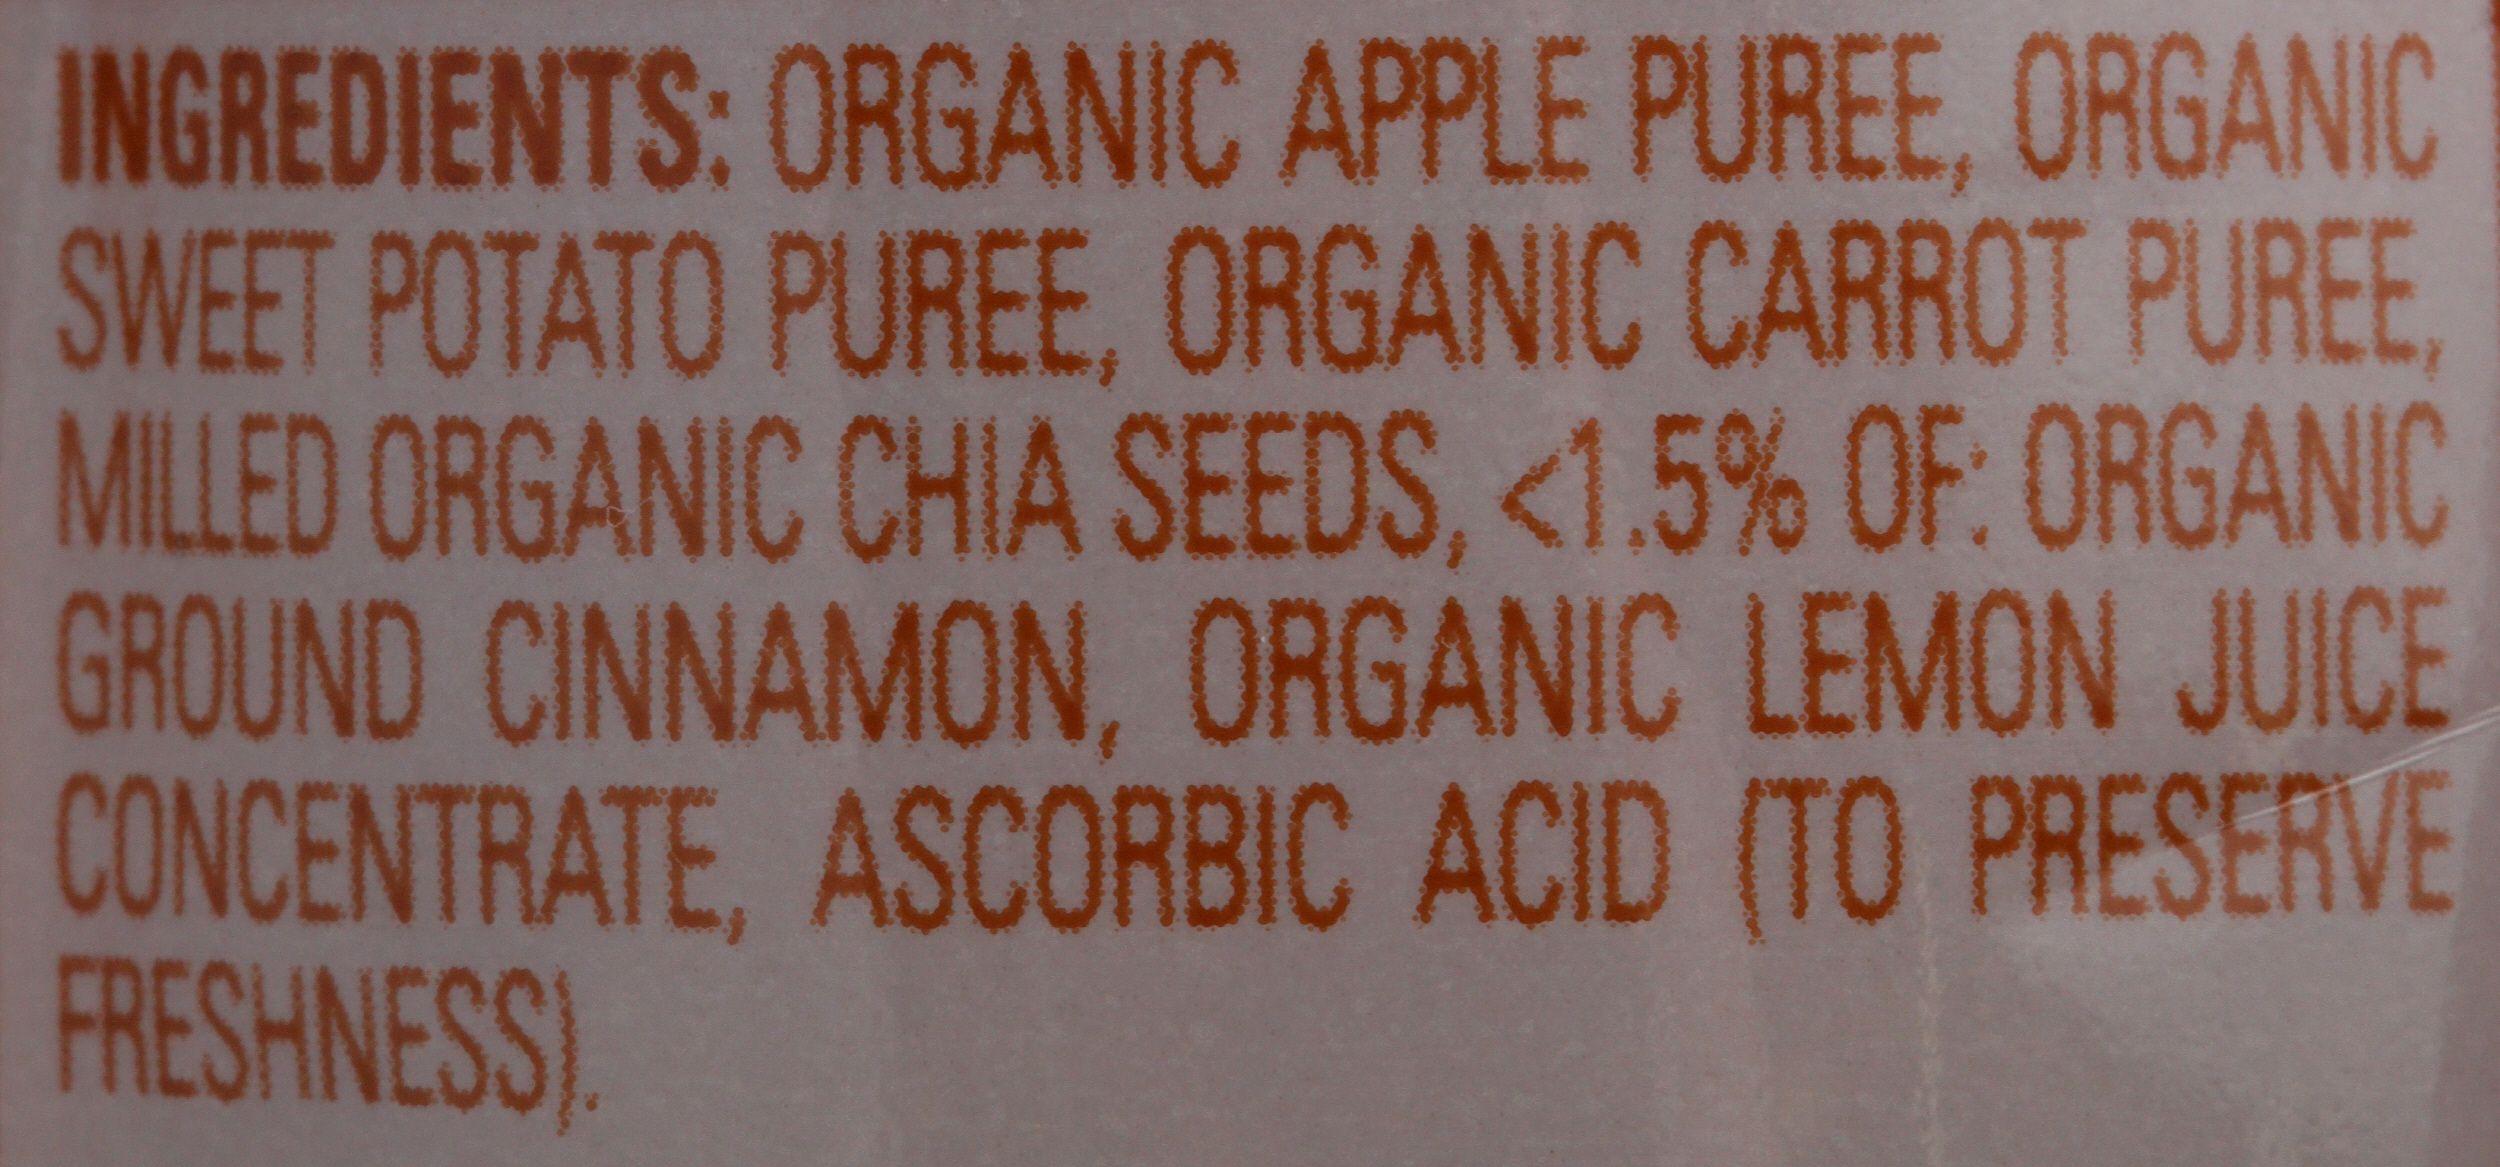 INGREDIENTS: ORGANIC APPLE PUREE, ORGANIC
SWEET POTATO PUREE, ORGANIC CARROT PUREE,
MILLED ORGANIC CHIA SEEDS, <1.5% OF: ORGANIC
GROUND CINNAMON, ORGANIC LEMON JUICE
CONCENTRATE, ASCORBIC ACID (TO PRESERVE
FRESHNESS).